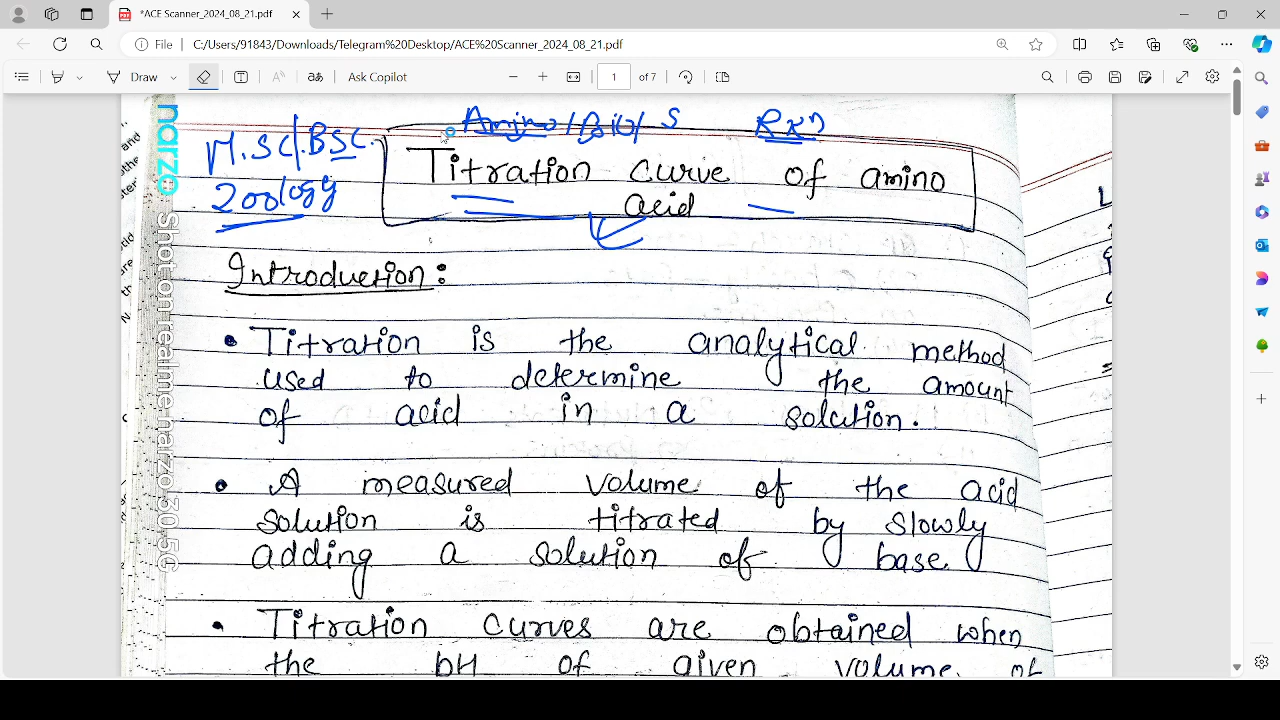 *ACE Scanner_2024_08_21.pdf
File
C:/Users/91843/Downloads/Telegram%20Desktop/ACE%20Scanner_2024_08_21.pdf
Draw
Ask Copilot
1 of 7
Amino
Rxn
M.SC/BSC.
Zoology
Titration curve of amino
acid
Introduction:
• Titration is the analytical method
used to determine the amount
of acid in a solution.
• A measured volume of the acid
solution is titrated by slowly
adding a solution of base
• Titration curves are obtained when
the pH of given volume of
narzo
Shot on realme narzo 30 5G